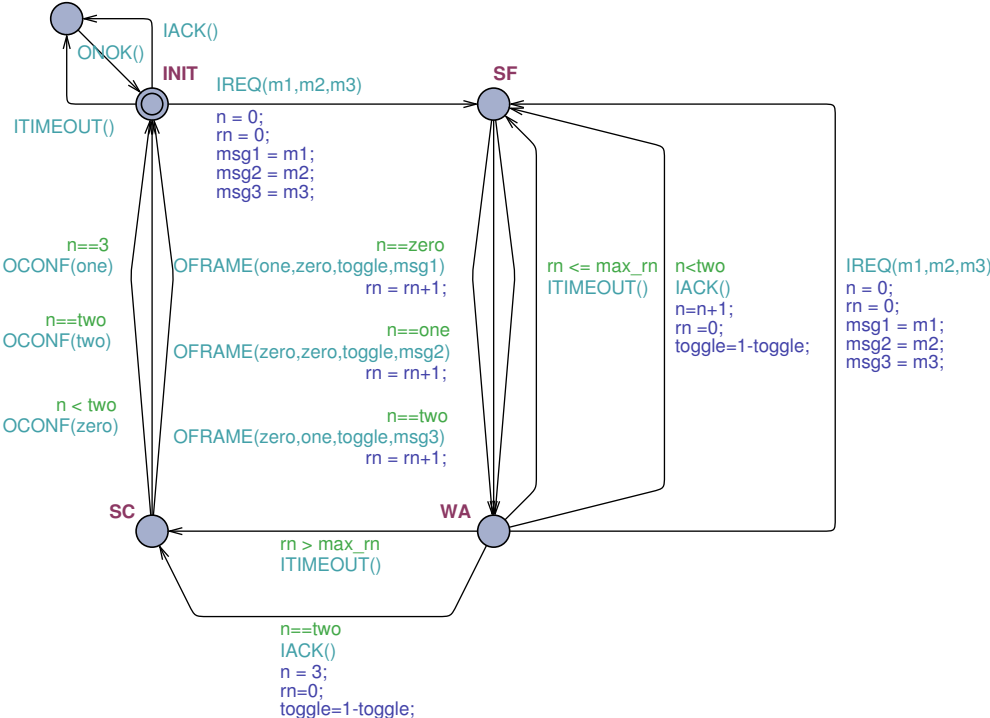 IACK()
ONOK()
INIT
SF
IREQ(m1,m2,m3)
ITIMEOUT()
n = 0;
rn = 0;
msg1 = m1;
msg2 = m2;
msg3 = m3;
n==3
OCONF(one)
n==two
OCONF(two)
n < two
OCONF(zero)
n==zero
OFRAME(one,zero,toggle,msg1)
rn = rn+1;
n==one
OFRAME(zero,zero,toggle,msg2)
rn = rn+1;
n==two
OFRAME(zero,one,toggle,msg3)
rn = rn+1;
rn <= max_rn
ITIMEOUT()
n<two
IACK()
n=n+1;
rn =0;
toggle=1-toggle;
IREQ(m1,m2,m3)
n = 0;
rn = 0;
msg1 = m1;
msg2 = m2;
msg3 = m3;
SC
WA
rn > max_rn
ITIMEOUT()
n==two
IACK()
n = 3;
rn=0;
toggle=1-toggle;